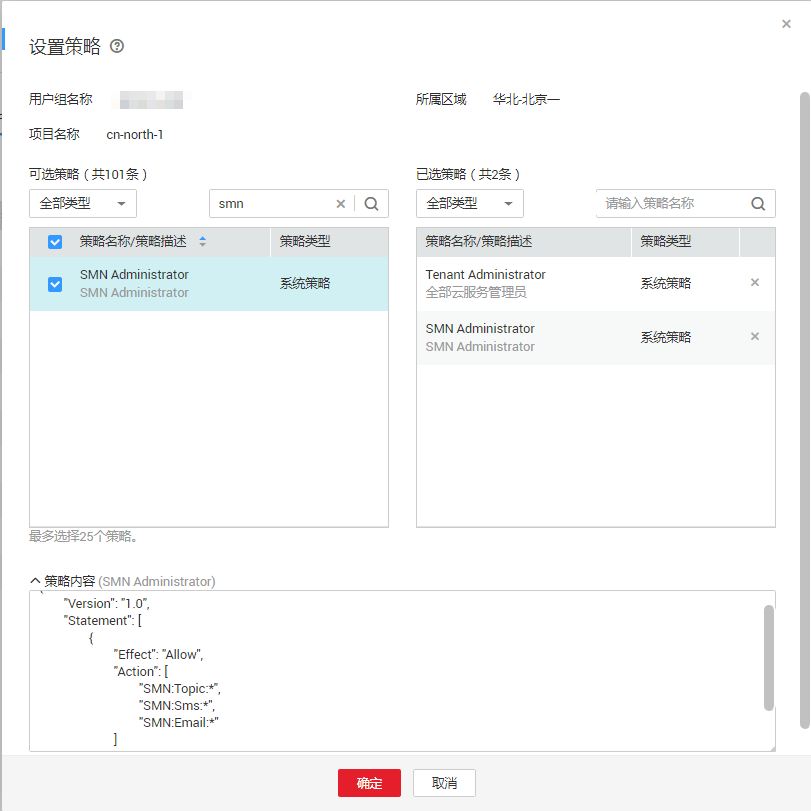 设置策略
用户组名称
所属区域 华北-北京一
项目名称 cn-north-1
可选策略（共101条）
已选策略（共2条）
全部类型
smn
全部类型
请输入策略名称
策略名称/策略描述 策略类型
策略名称/策略描述 策略类型
SMN Administrator
SMN Administrator
系统策略
Tenant Administrator
全部云服务管理员
系统策略
SMN Administrator
SMN Administrator
系统策略
最多选择25个策略。
策略内容 (SMN Administrator)
"Version": "1.0",
"Statement": [
{
"Effect": "Allow",
"Action": [
"SMN:Topic:*",
"SMN:Sms:*",
"SMN:Email:*"
]
确定
取消